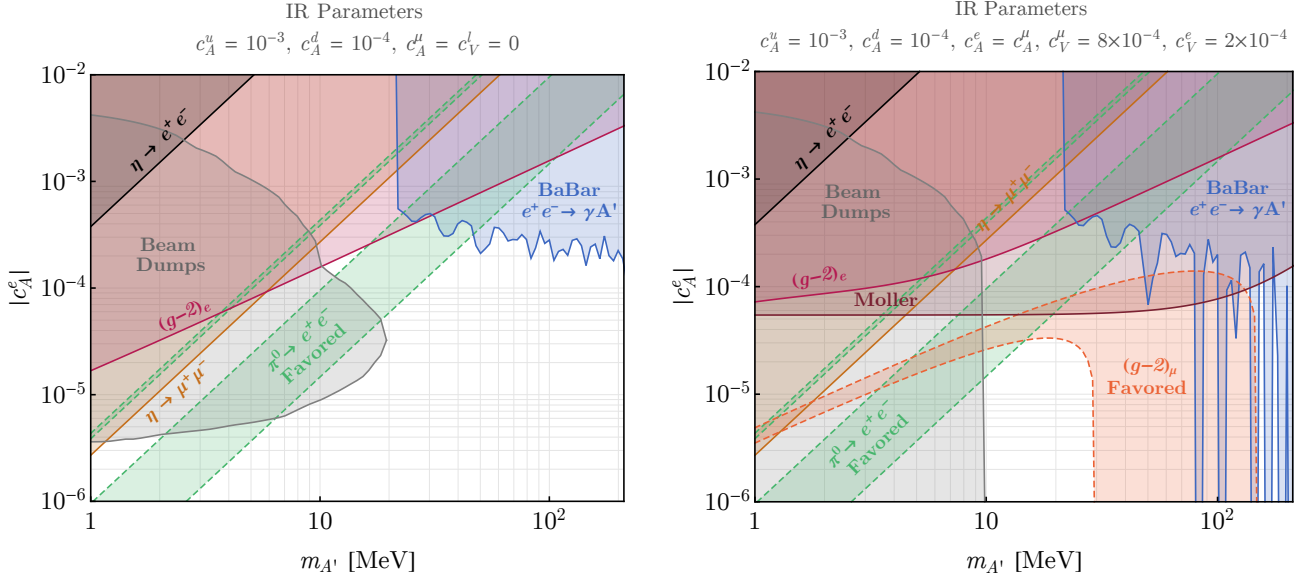 IR Parameters
c_A^u = 10^{-3}, c_A^d = 10^{-4}, c_A^μ = c_V^l = 0
10^{-2}
10^{-3}
10^{-4}
10^{-5}
10^{-6}
|c_A^e|
η → e^+ e^-
Beam
Dumps
BaBar
e^+ e^- → γA'
(g-2)_e
η → μ^+ μ^-
π^0 → e^+ e^-
Favored
1
10
10^2
m_{A'} [MeV]
IR Parameters
c_A^u = 10^{-3}, c_A^d = 10^{-4}, c_A^e = c_A^μ, c_V^μ = 8×10^{-4}, c_V^e = 2×10^{-4}
10^{-2}
10^{-3}
10^{-4}
10^{-5}
10^{-6}
|c_A^e|
η → e^+ e^-
η → μ^+ μ^-
Beam
Dumps
BaBar
e^+ e^- → γA'
(g-2)_e
Moller
(g-2)_μ
Favored
π^0 → e^+ e^-
Favored
1
10
10^2
m_{A'} [MeV]